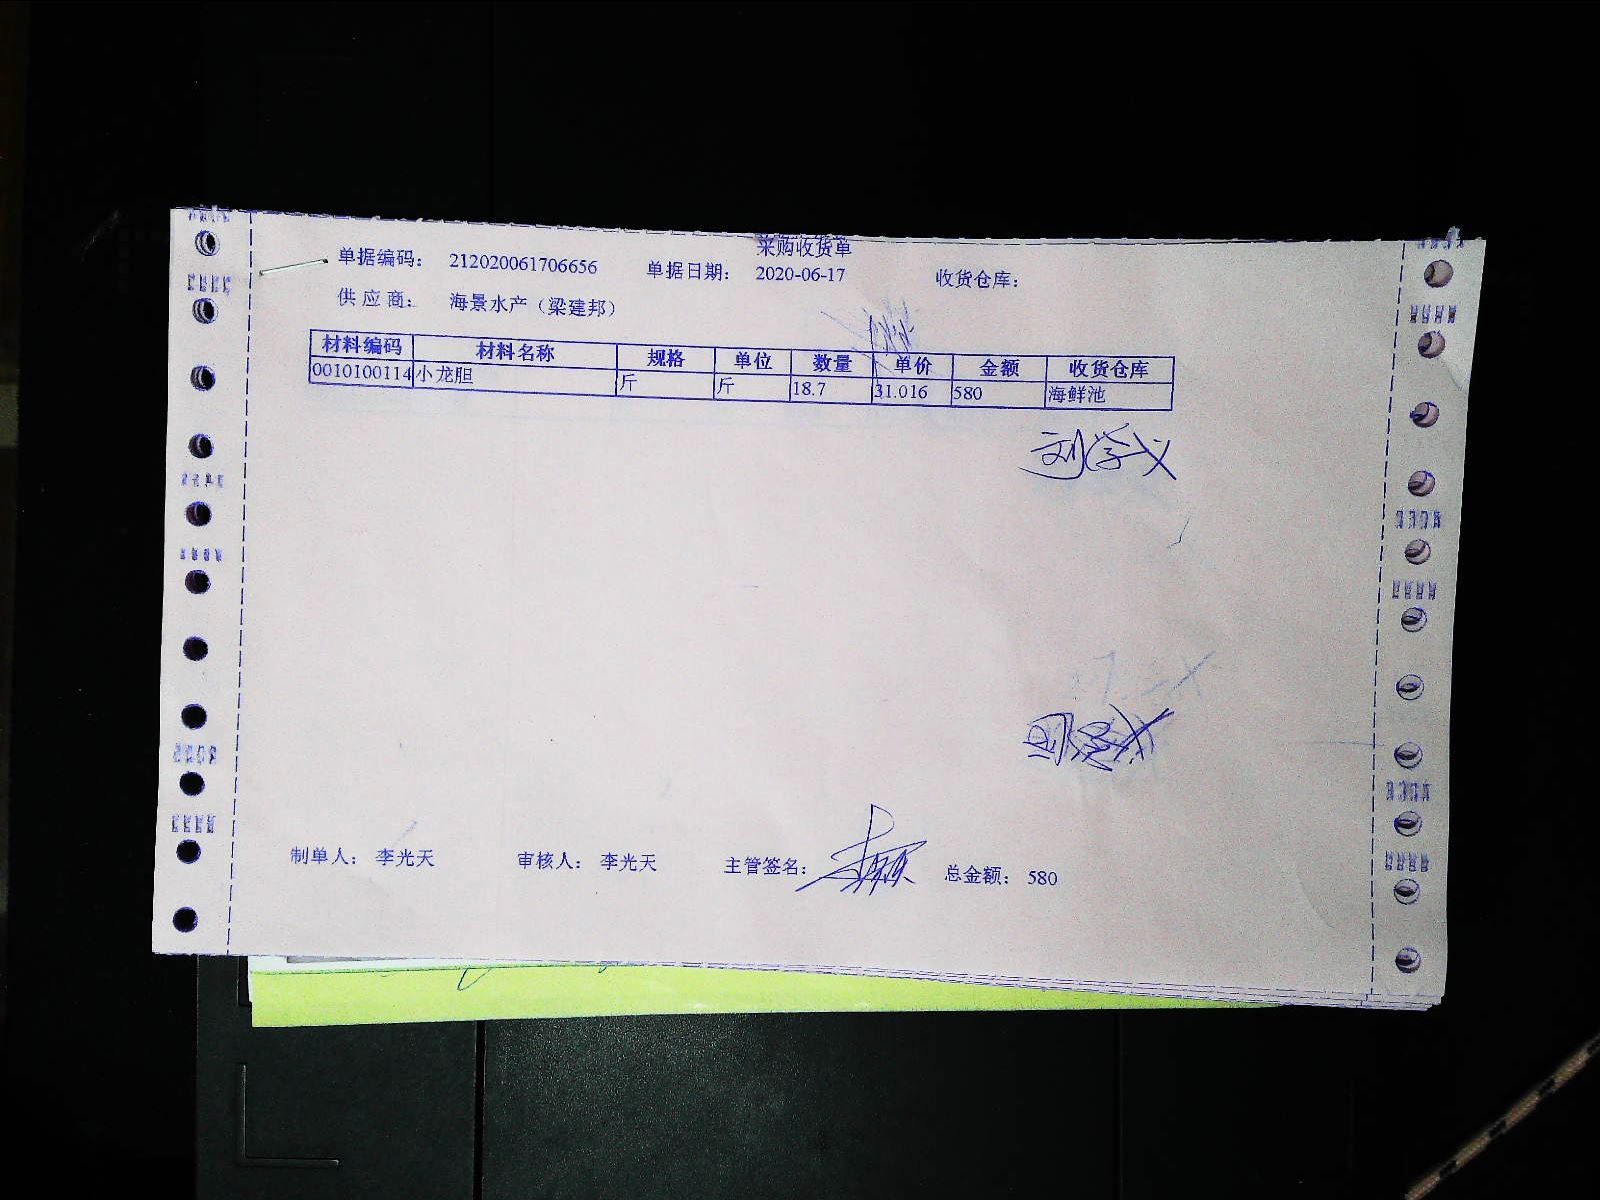 采购收货单
单据编码： 212020061706656 单据日期： 2020-06-17 收货仓库：
供应商： 海景水产（梁建邦）
材料编码 材料名称 规格 单位 数量 单价 金额 收货仓库
0010100114 小龙胆 斤 斤 18.7 31.016 580 海鲜池
刘学义
制单人： 李光天 审核人： 李光天 主管签名： 总金额： 580